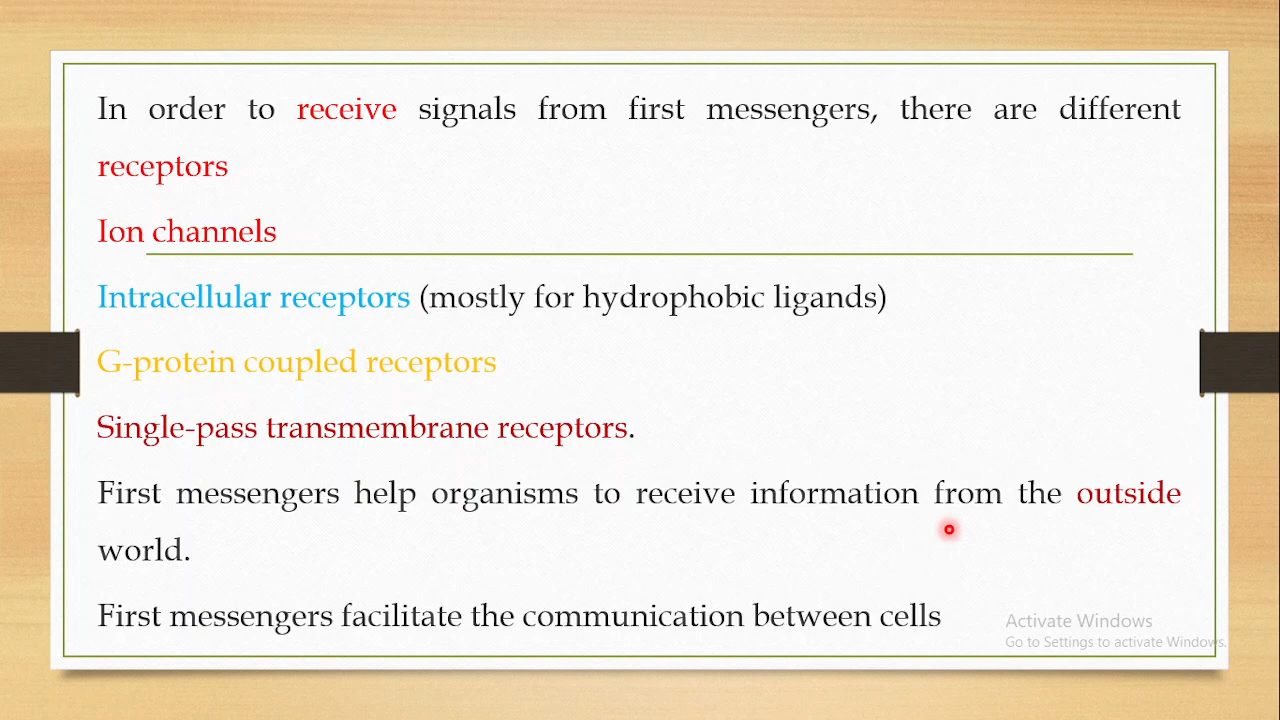 In order to receive signals from first messengers, there are different
receptors
Ion channels
Intracellular receptors (mostly for hydrophobic ligands)
G-protein coupled receptors
Single-pass transmembrane receptors.
First messengers help organisms to receive information from the outside
world.
First messengers facilitate the communication between cells
Activate Windows
Go to Settings to activate Windows.